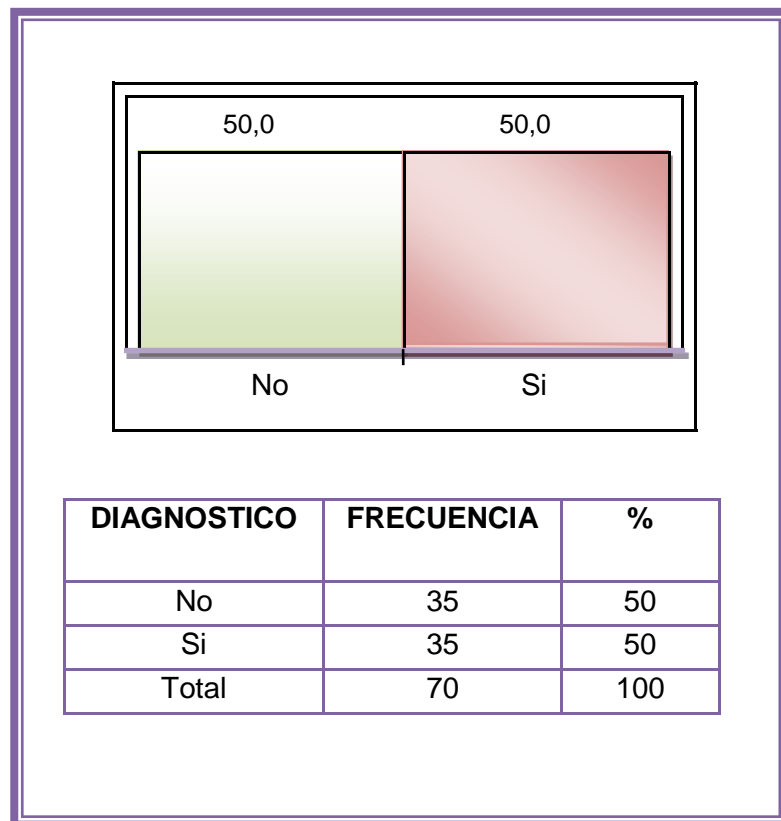 50,0 50,0
No Si
DIAGNOSTICO FRECUENCIA %
No 35 50
Si 35 50
Total 70 100